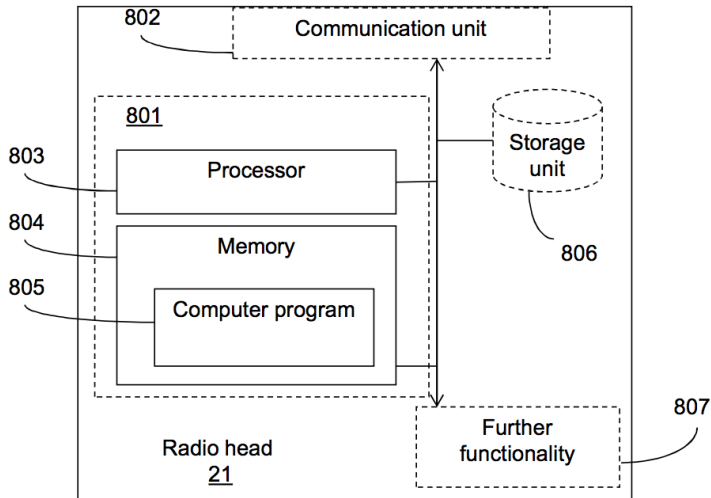 802
Communication unit
801
803
Processor
Storage
unit
804
Memory
806
805
Computer program
807
Further
functionality
Radio head
21